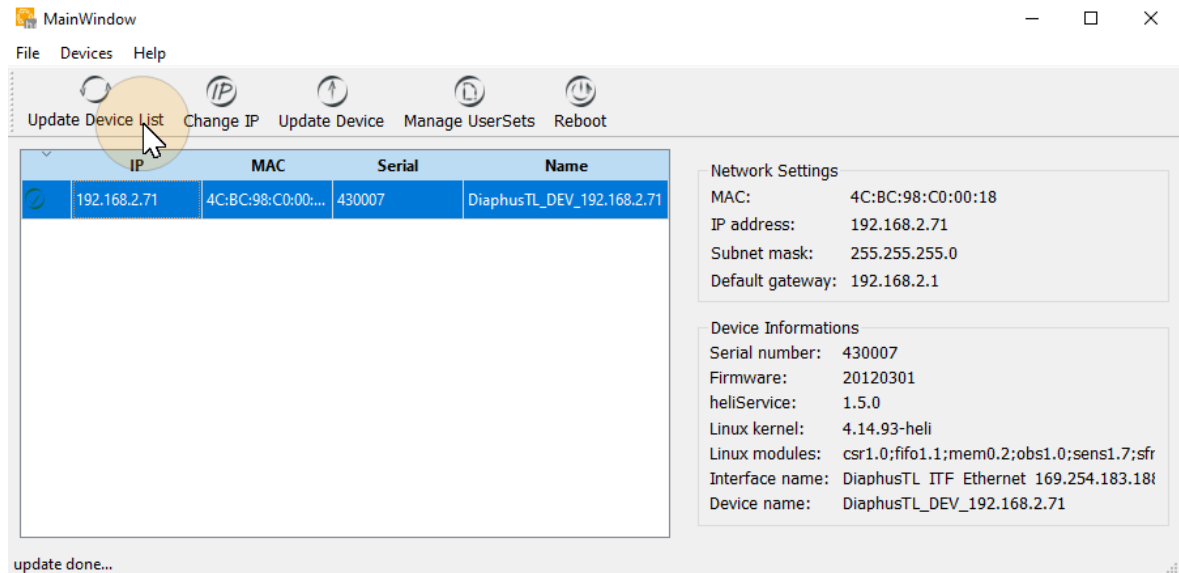 MainWindow
File Devices Help
Update Device List Change IP Update Device Manage UserSets Reboot
IP MAC Serial Name
192.168.2.71 4C:BC:98:C0:00:... 430007 DiaphusTL_DEV_192.168.2.71
Network Settings
MAC: 4C:BC:98:C0:00:18
IP address: 192.168.2.71
Subnet mask: 255.255.255.0
Default gateway: 192.168.2.1
Device Informations
Serial number: 430007
Firmware: 20120301
heliService: 1.5.0
Linux kernel: 4.14.93-heli
Linux modules: csr1.0;fifo1.1;mem0.2;obs1.0;sens1.7;sfr
Interface name: DiaphusTL ITF Ethernet 169.254.183.188
Device name: DiaphusTL_DEV_192.168.2.71
update done...